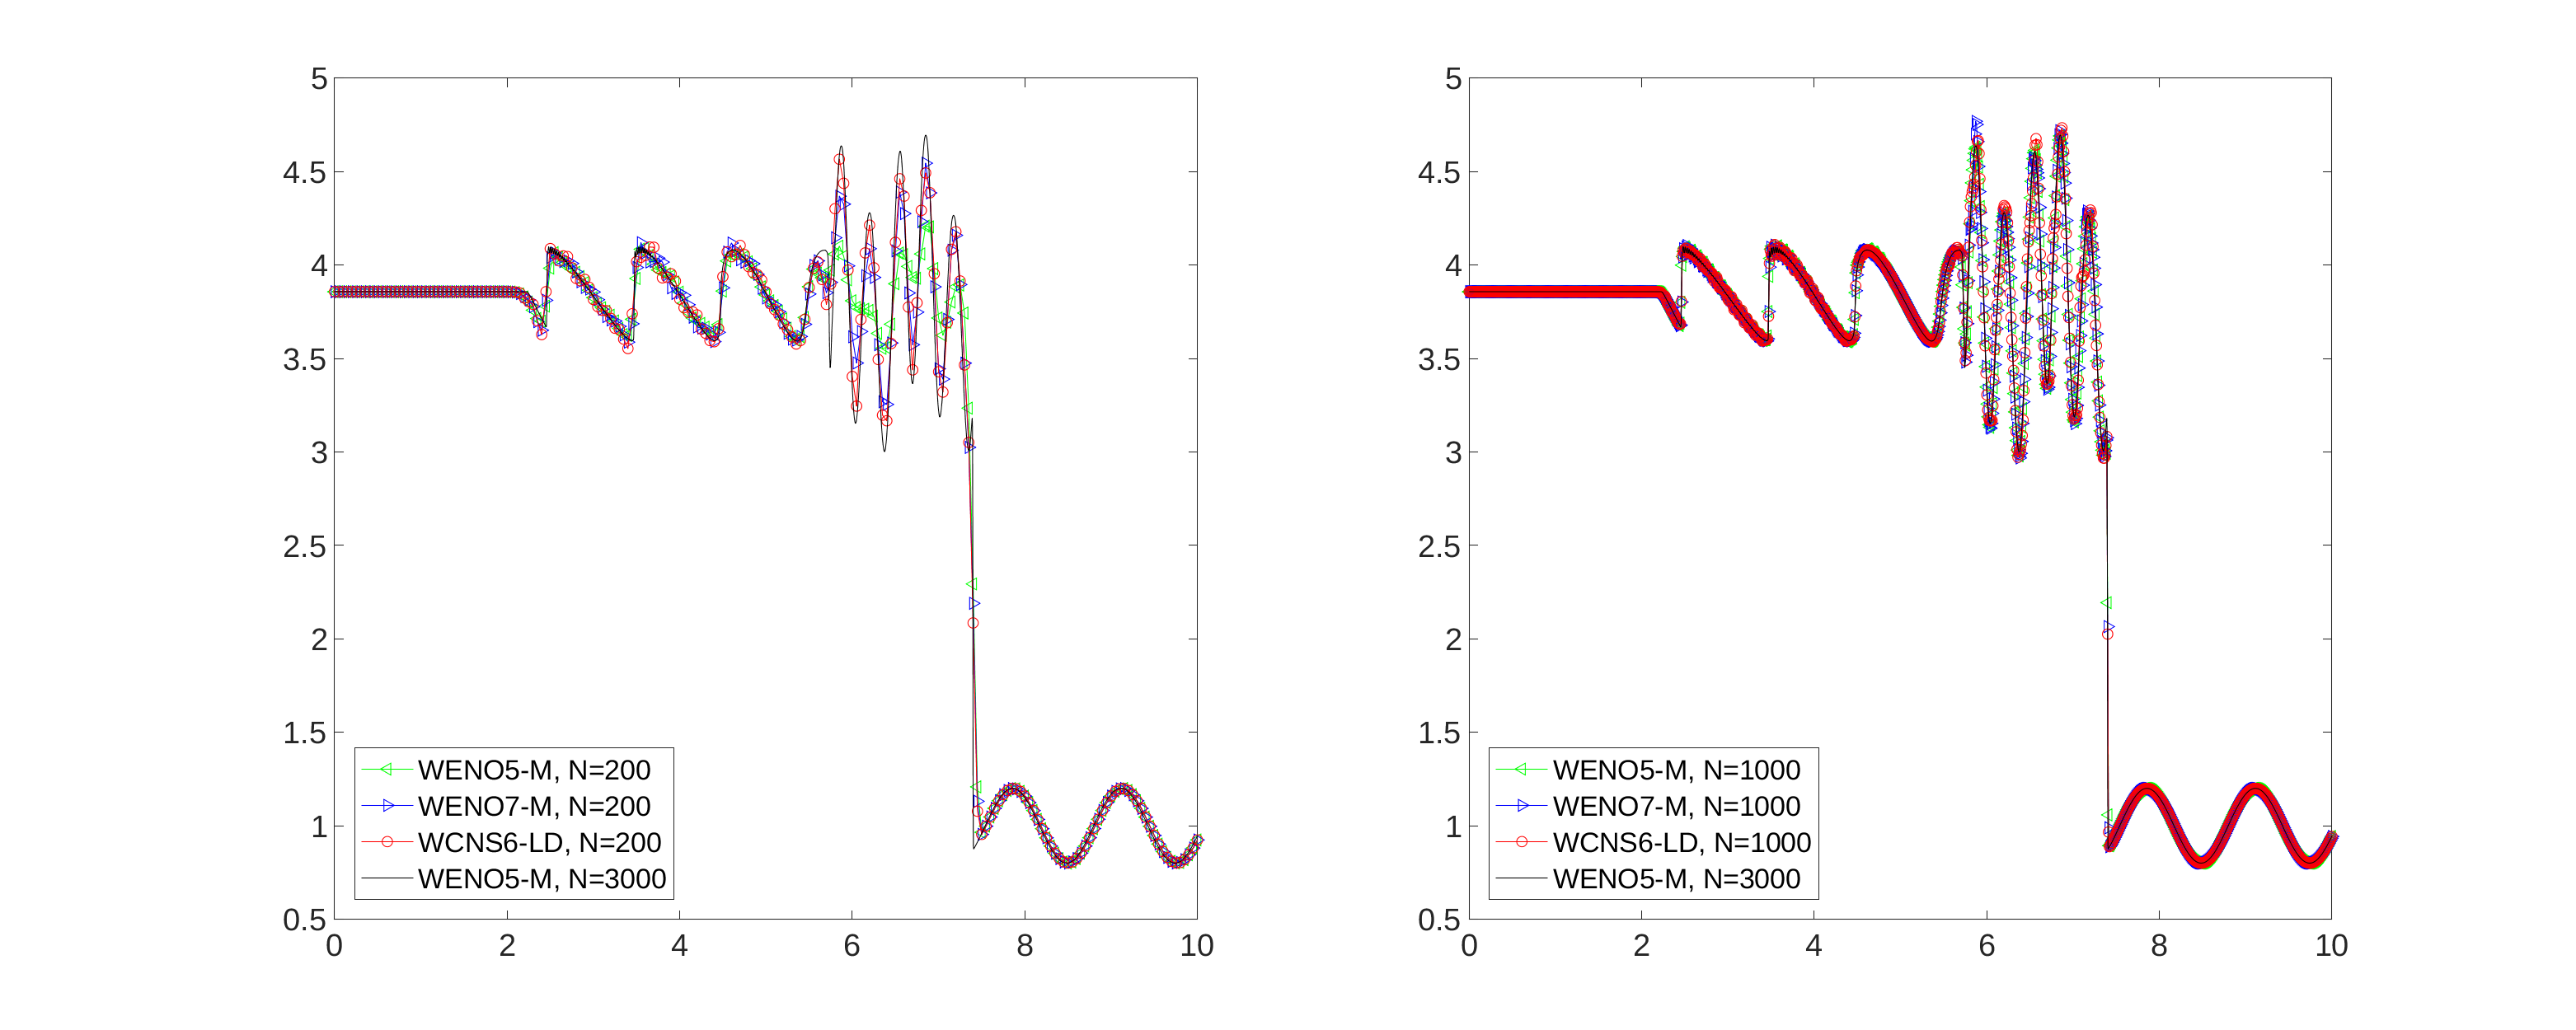 5
4.5
4
3.5
3
2.5
2
1.5
1
0.5
0 2 4 6 8 10
WENO5-M, N=200
WENO7-M, N=200
WCNS6-LD, N=200
WENO5-M, N=3000
5
4.5
4
3.5
3
2.5
2
1.5
1
0.5
0 2 4 6 8 10
WENO5-M, N=1000
WENO7-M, N=1000
WCNS6-LD, N=1000
WENO5-M, N=3000